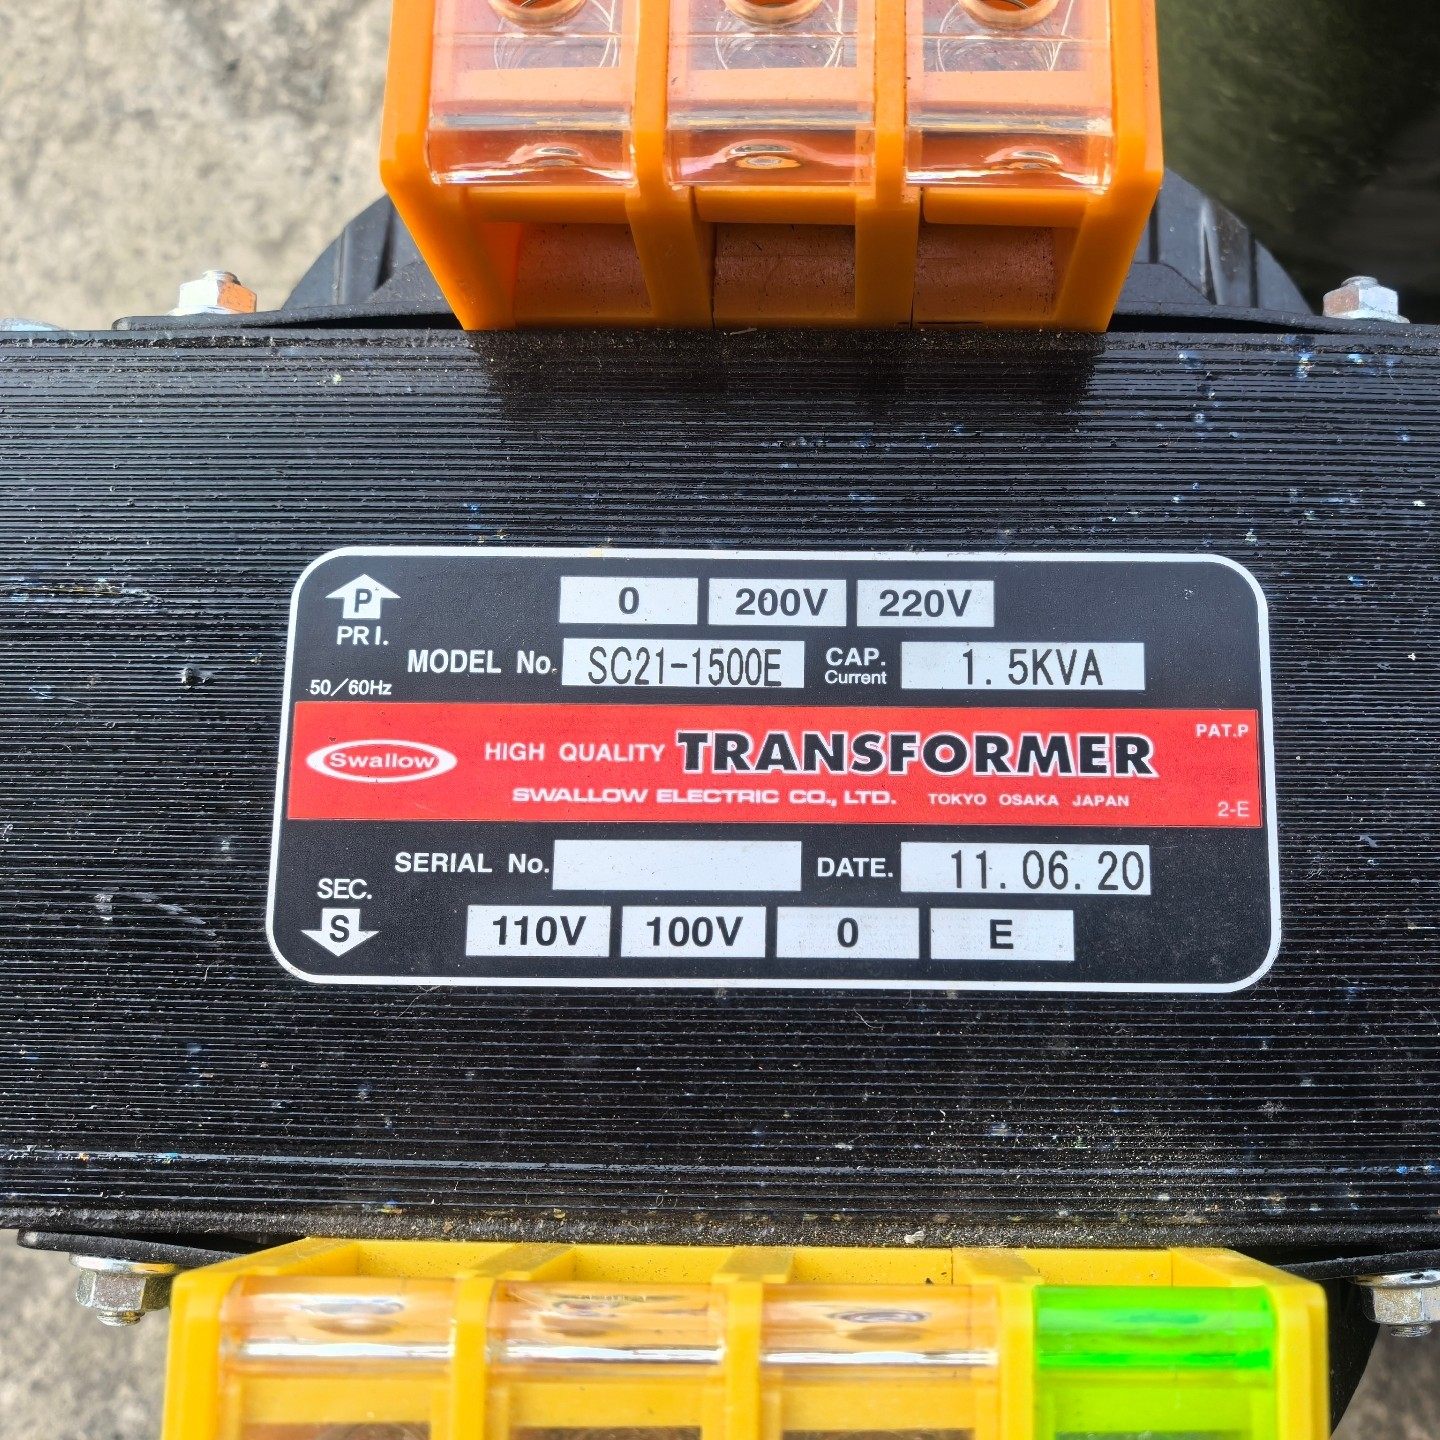 0 200V 220V
P
PRI.
MODEL No. SC21-1500E CAP. Current 1.5KVA
50/60Hz
PAT.P
Swallow HIGH QUALITY TRANSFORMER
SWALLOW ELECTRIC CO., LTD. TOKYO OSAKA JAPAN
2-E
SERIAL No. DATE. 11.06.20
SEC.
S
110V 100V 0 E